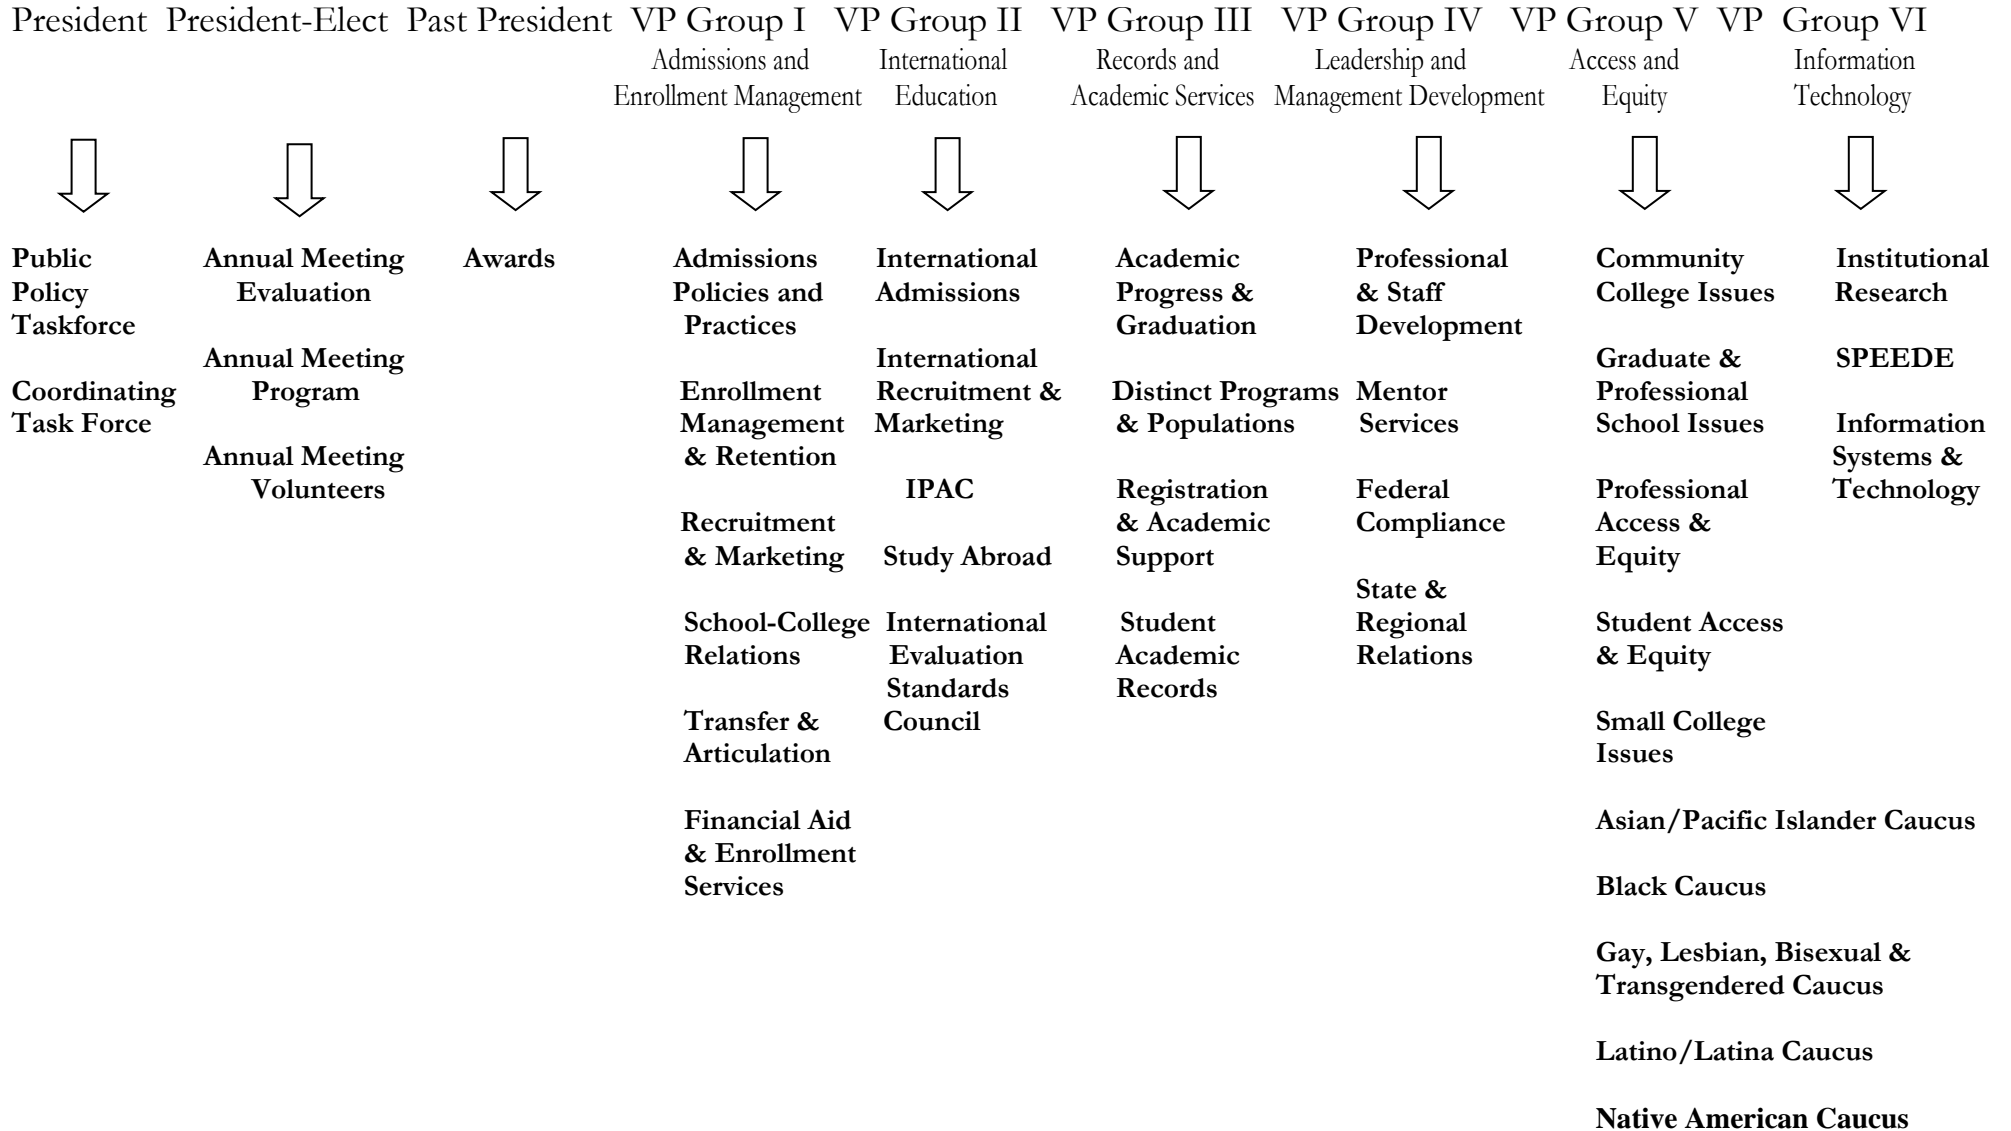 President President-Elect Past President VP Group I VP Group II VP Group III VP Group IV VP Group V VP Group VI
Admissions and
Enrollment Management
International
Education
Records and
Academic Services
Leadership and
Management Development
Access and
Equity
Information
Technology
Public
Policy
Taskforce
Coordinating
Task Force
Annual Meeting
Evaluation
Annual Meeting
Program
Annual Meeting
Volunteers
Awards
Admissions
Policies and
Practices
Enrollment
Management
& Retention
Recruitment
& Marketing
School-College
Relations
Transfer &
Articulation
Financial Aid
& Enrollment
Services
International
Admissions
International
Recruitment &
Marketing
IPAC
Study Abroad
International
Evaluation
Standards
Council
Academic
Progress &
Graduation
Distinct Programs
& Populations
Registration
& Academic
Support
Student
Academic
Records
Professional
& Staff
Development
Mentor
Services
Federal
Compliance
State &
Regional
Relations
Community
College Issues
Graduate &
Professional
School Issues
Professional
Access &
Equity
Student Access
& Equity
Small College
Issues
Asian/Pacific Islander Caucus
Black Caucus
Gay, Lesbian, Bisexual &
Transgendered Caucus
Latino/Latina Caucus
Native American Caucus
Institutional
Research
SPEEDE
Information
Systems &
Technology